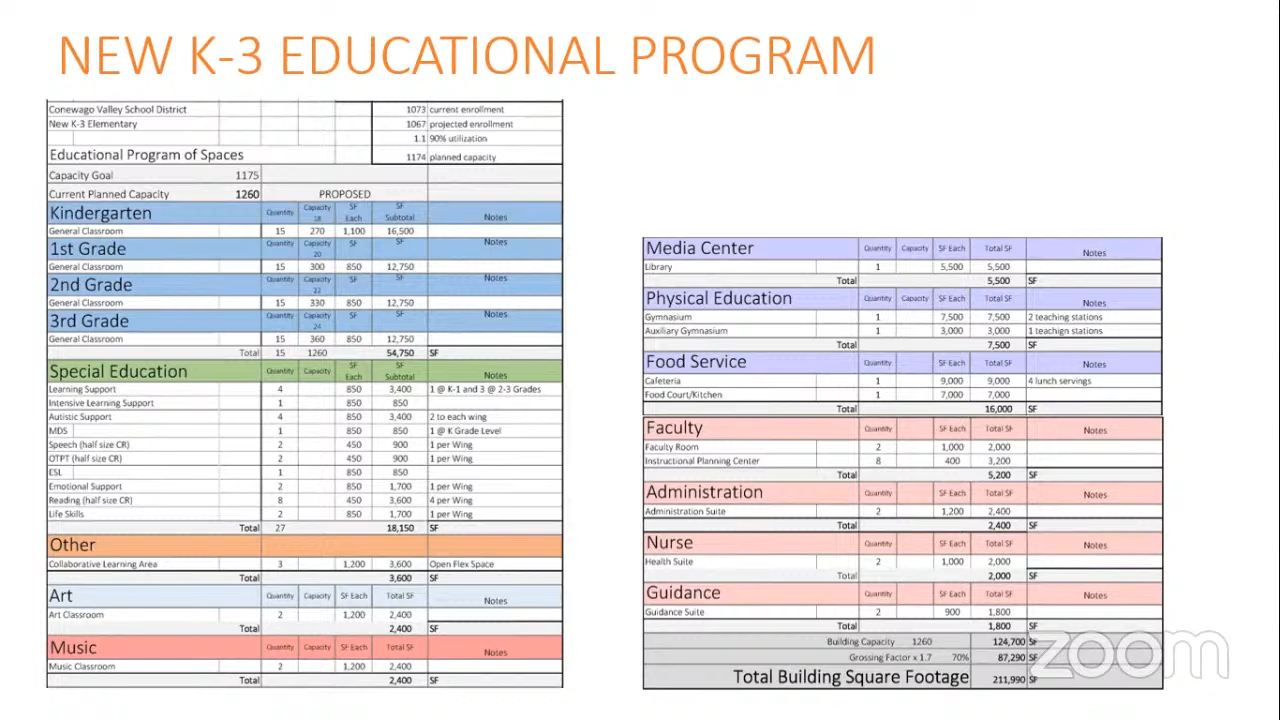 NEW K-3 EDUCATIONAL PROGRAM
Conewago Valley School District 1073 current enrollment
New K-3 Elementary 1067 projected enrollment
1.1 90% utilization
Educational Program of Spaces 1174 planned capacity
Capacity Goal 1175
Current Planned Capacity 1260 PROPOSED
Kindergarten Quantity Capacity 18 SF Each SF Subtotal Notes
General Classroom 15 270 1,100 16,500
1st Grade Quantity Capacity 20 SF SF Notes
General Classroom 15 300 850 12,750
2nd Grade Quantity Capacity 22 SF SF Notes
General Classroom 15 330 850 12,750
3rd Grade Quantity Capacity 24 SF SF Notes
General Classroom 15 360 850 12,750
Total 15 1260 54,750 SF
Special Education Quantity Capacity SF Each SF Subtotal Notes
Learning Support 4 850 3,400 1 @ K-1 and 3 @ 2-3 Grades
Intensive Learning Support 1 850 850
Autistic Support 4 850 3,400 2 to each wing
MDS 1 850 850 1 @ K Grade Level
Speech (half size CR) 2 450 900 1 per Wing
OTPT (half size CR) 2 450 900 1 per Wing
ESL 1 850 850
Emotional Support 2 850 1,700 1 per Wing
Reading (half size CR) 8 450 3,600 4 per Wing
Life Skills 2 850 1,700 1 per Wing
Total 27 18,150 SF
Other
Collaborative Learning Area 3 1,200 3,600 Open Flex Space
Total 3,600 SF
Art Quantity Capacity SF Each Total SF Notes
Art Classroom 2 1,200 2,400
Total 2,400 SF
Music Quantity Capacity SF Each Total SF Notes
Music Classroom 2 1,200 2,400
Total 2,400 SF
Media Center Quantity Capacity SF Each Total SF Notes
Library 1 5,500 5,500
Total 5,500 SF
Physical Education Quantity Capacity SF Each Total SF Notes
Gymnasium 1 7,500 7,500 2 teaching stations
Auxiliary Gymnasium 1 3,000 3,000 1 teachign stations
Total 7,500 SF
Food Service Quantity SF Each Total SF Notes
Cafeteria 1 9,000 9,000 4 lunch servings
Food Court/Kitchen 1 7,000 7,000
Total 16,000 SF
Faculty Quantity SF Each Total SF Notes
Faculty Room 2 1,000 2,000
Instructional Planning Center 8 400 3,200
Total 5,200 SF
Administration Quantity SF Each Total SF Notes
Administration Suite 2 1,200 2,400
Total 2,400 SF
Nurse Quantity SF Each Total SF Notes
Health Suite 2 1,000 2,000
Total 2,000 SF
Guidance Quantity SF Each Total SF Notes
Guidance Suite 2 900 1,800
Total 1,800 SF
Building Capacity 1260 124,700 SF
Grossing Factor x 1.7 70% 87,290 SF
Total Building Square Footage 211,990 SF
zoom